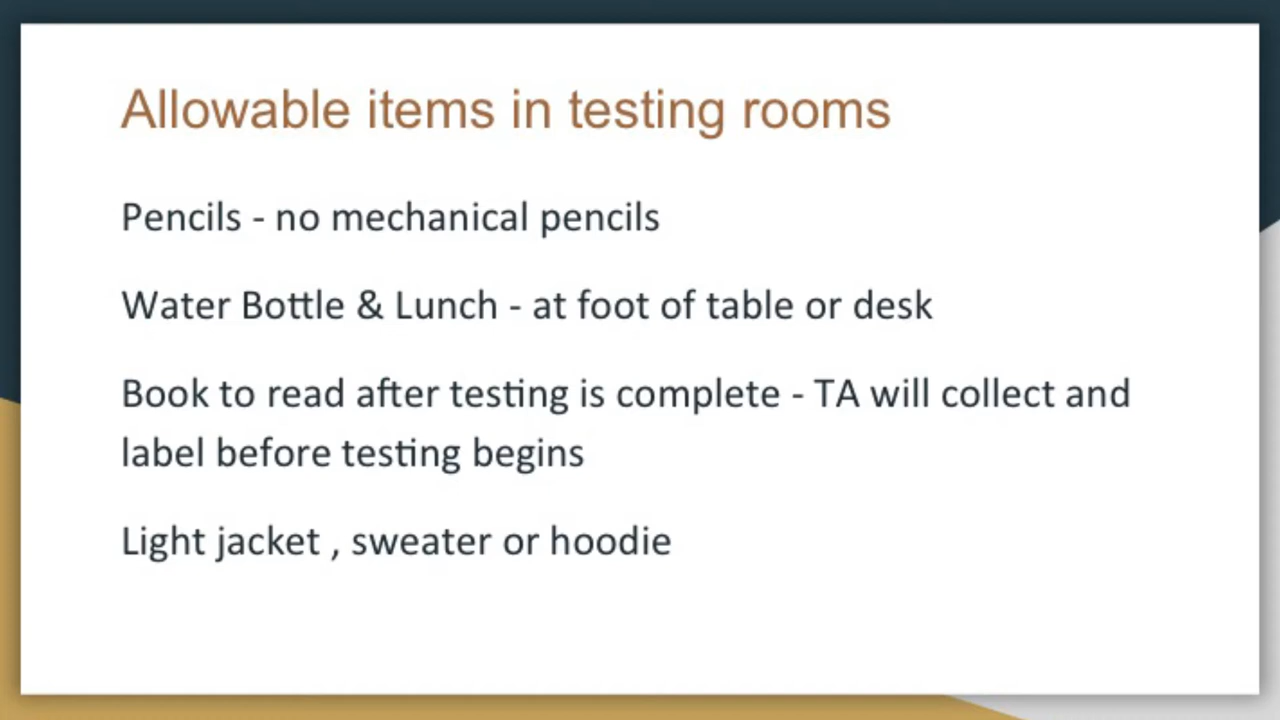 Allowable items in testing rooms
Pencils - no mechanical pencils
Water Bottle & Lunch - at foot of table or desk
Book to read after testing is complete - TA will collect and
label before testing begins
Light jacket , sweater or hoodie